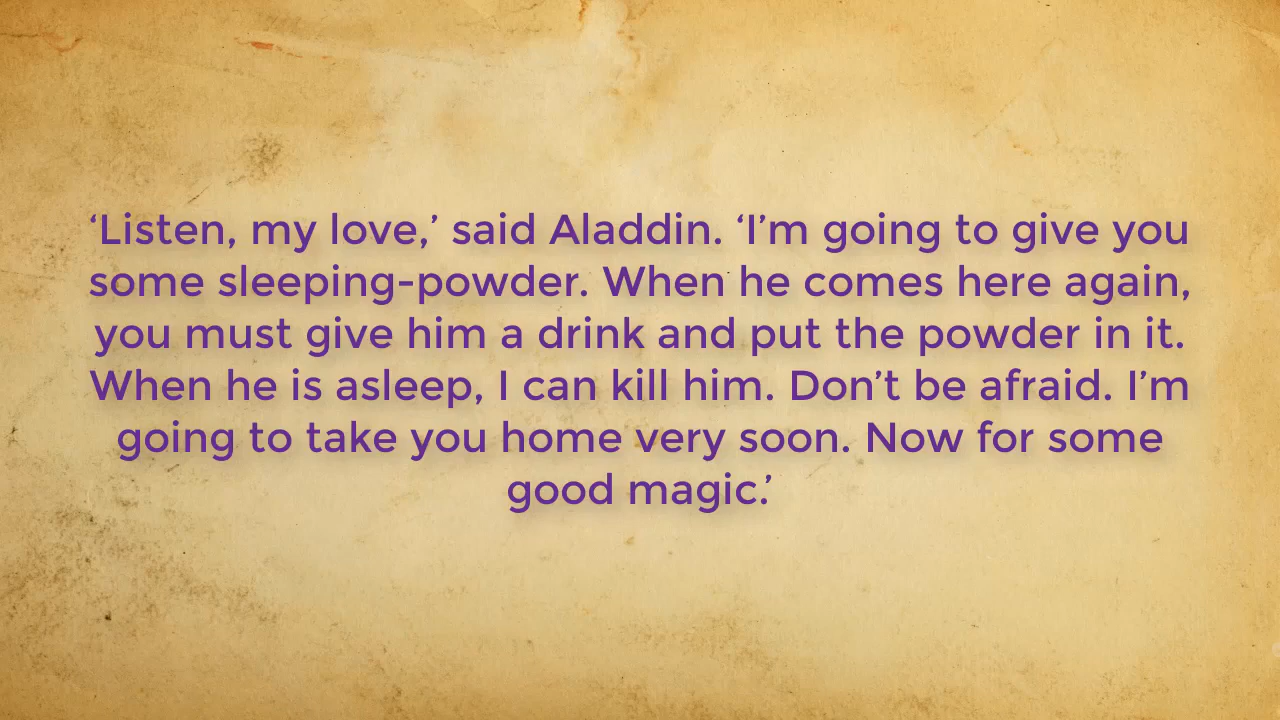 ‘Listen, my love,’ said Aladdin. ‘I’m going to give you
some sleeping-powder. When he comes here again,
you must give him a drink and put the powder in it.
When he is asleep, I can kill him. Don’t be afraid. I’m
going to take you home very soon. Now for some
good magic.’